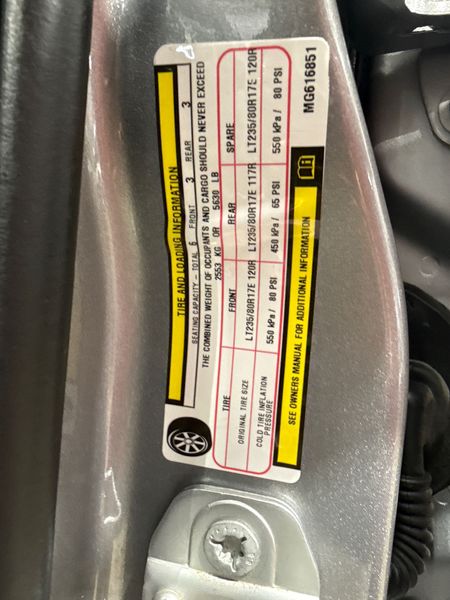 TIRE AND LOADING INFORMATION
SEATING CAPACITY - TOTAL 6 FRONT 3 REAR 3
THE COMBINED WEIGHT OF OCCUPANTS AND CARGO SHOULD NEVER EXCEED
2553 KG OR 5630 LB
TIRE FRONT REAR SPARE
ORIGINAL TIRE SIZE LT235/80R17E 120R LT235/80R17E 117R LT235/80R17E 120R
COLD TIRE INFLATION PRESSURE 550 kPa / 80 PSI 450 kPa / 65 PSI 550 kPa / 80 PSI
SEE OWNERS MANUAL FOR ADDITIONAL INFORMATION
MG616851